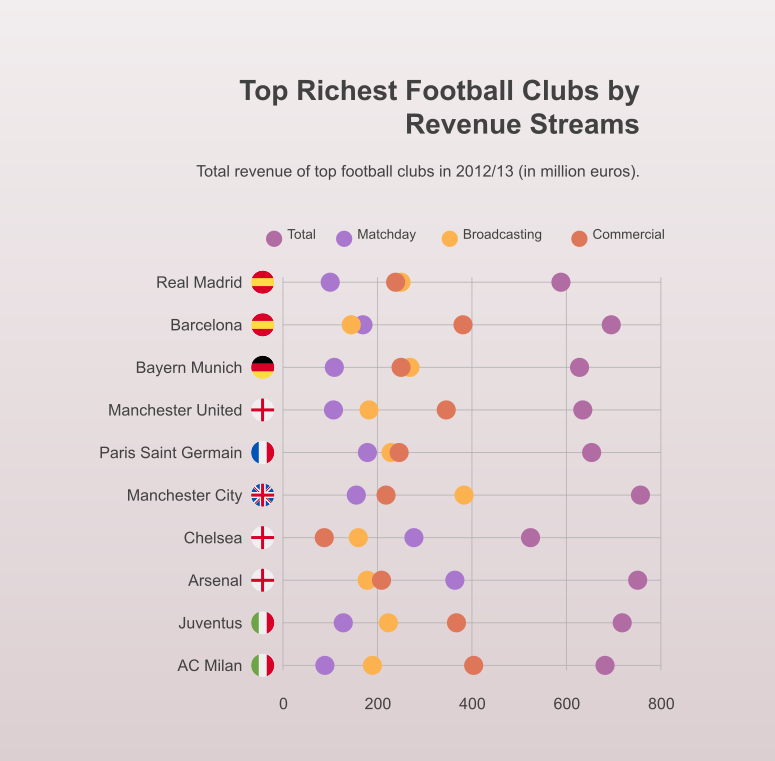 Top Richest Football Clubs by
Revenue Streams
Total revenue of top football clubs in 2012/13 (in million euros).
Total Matchday Broadcasting Commercial
Real Madrid
Barcelona
Bayern Munich
Manchester United
Paris Saint Germain
Manchester City
Chelsea
Arsenal
Juventus
AC Milan
0 200 400 600 800